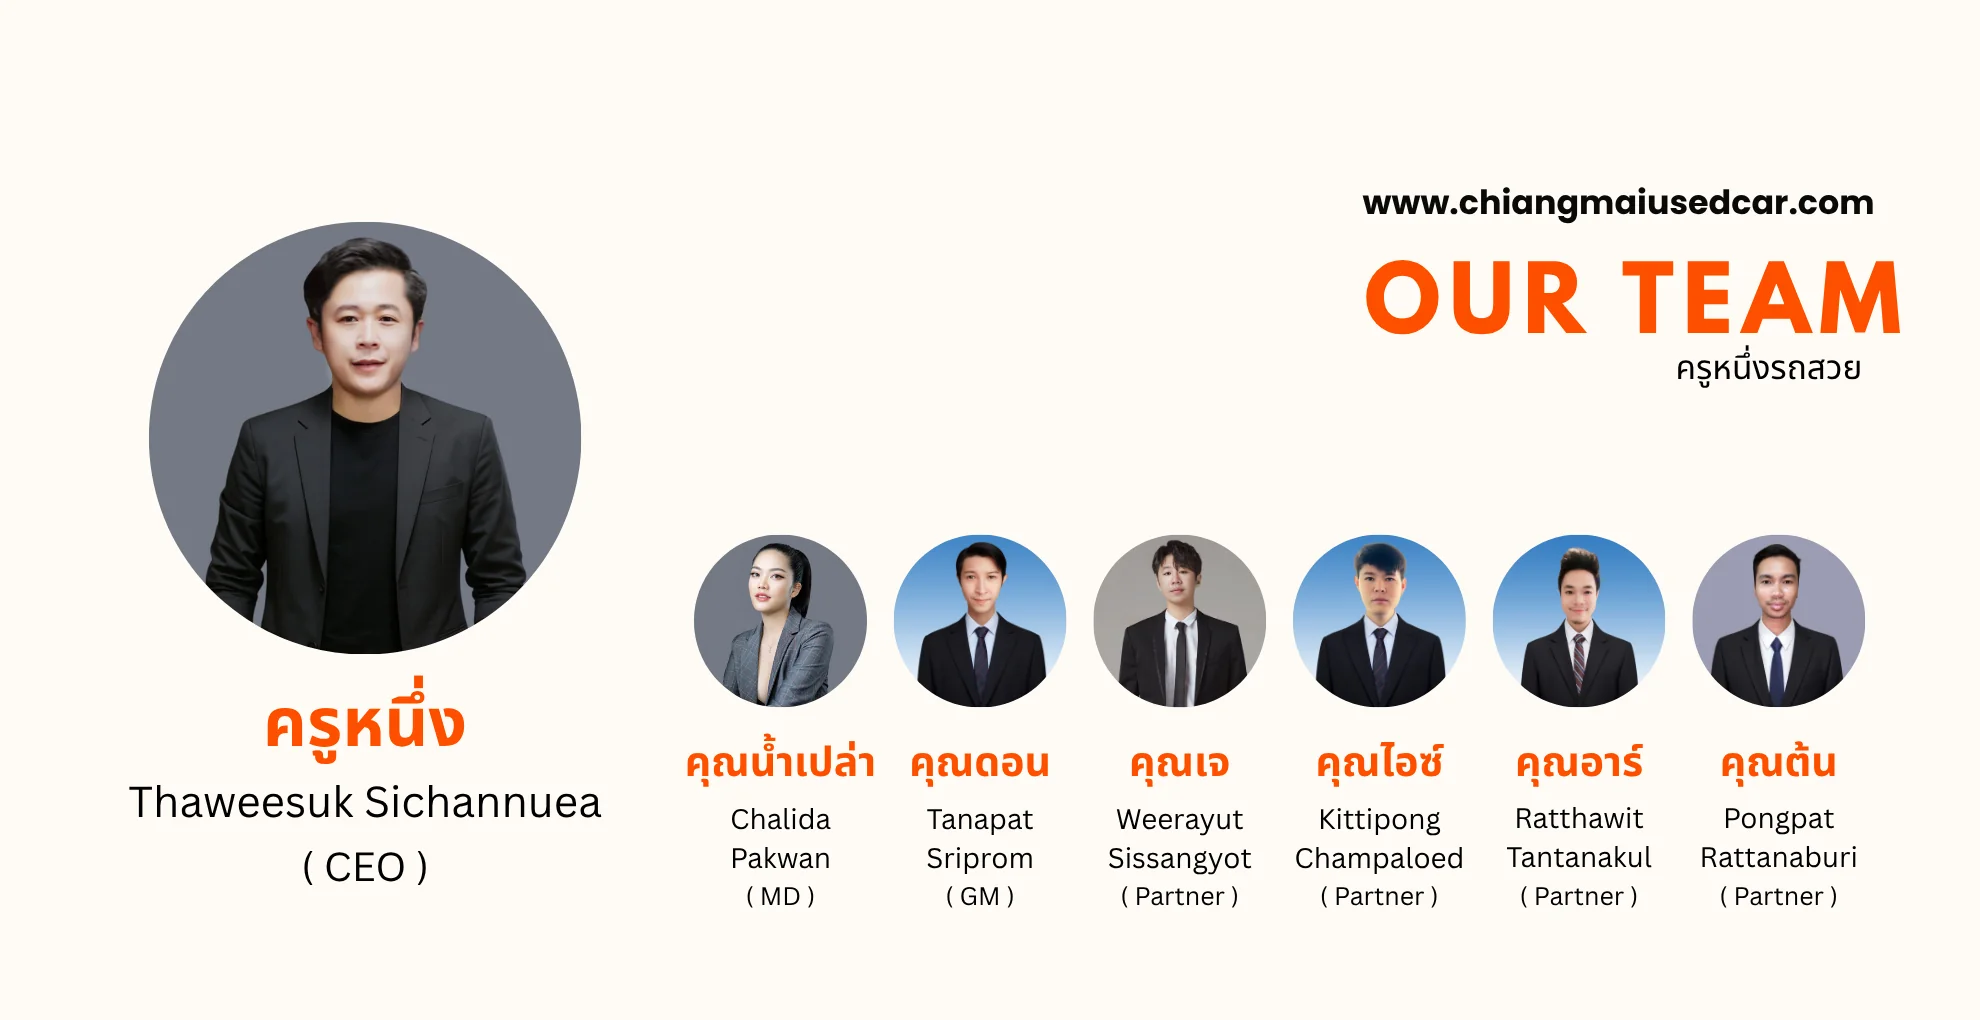 www.chiangmaiusedcar.com
OUR TEAM
ครูหนึ่งรถสวย
ครูหนึ่ง
Thaweesuk Sichannuea
( CEO )
คุณน้ำเปล่า
Chalida
Pakwan
( MD )
คุณดอน
Tanapat
Sriprom
( GM )
คุณเจ
Weerayut
Sissangyot
( Partner )
คุณไอซ์
Kittipong
Champaloed
( Partner )
คุณอาร์
Ratthawit
Tantanakul
( Partner )
คุณต้น
Pongpat
Rattanaburi
( Partner )